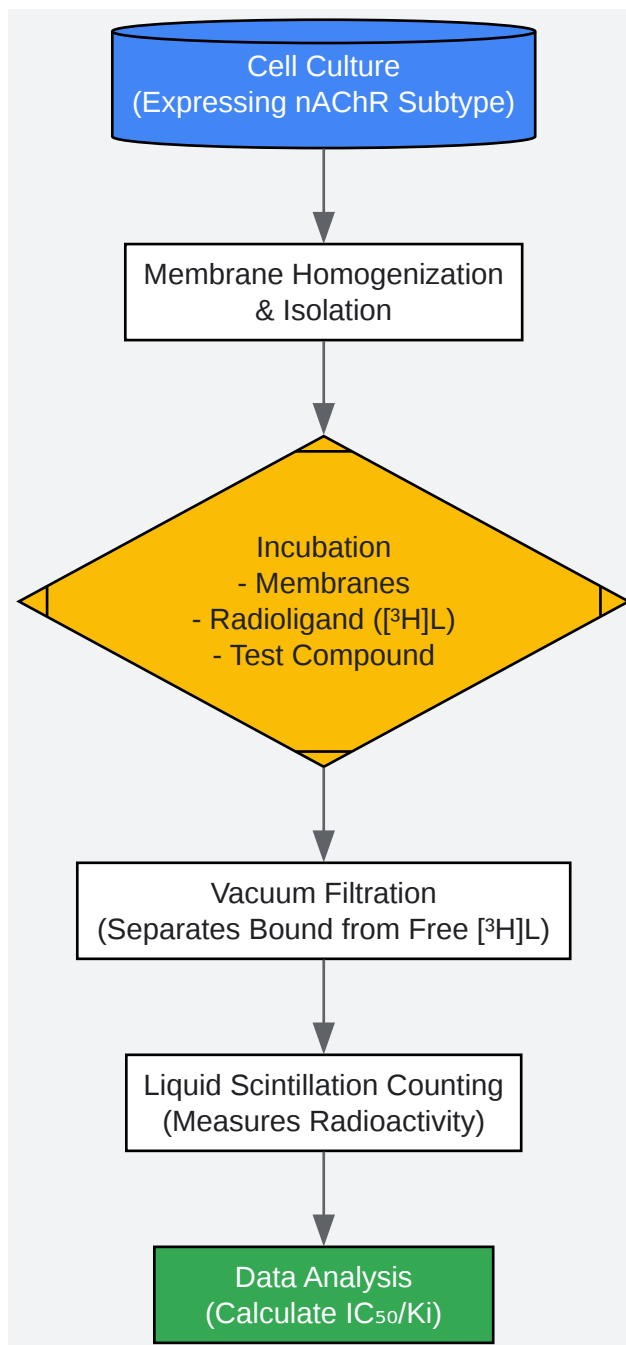 Cell Culture
(Expressing nAChR Subtype)
Membrane Homogenization
& Isolation
Incubation
- Membranes
- Radioligand ([³H]L)
- Test Compound
Vacuum Filtration
(Separates Bound from Free [³H]L)
Liquid Scintillation Counting
(Measures Radioactivity)
Data Analysis
(Calculate IC₅₀/Ki)